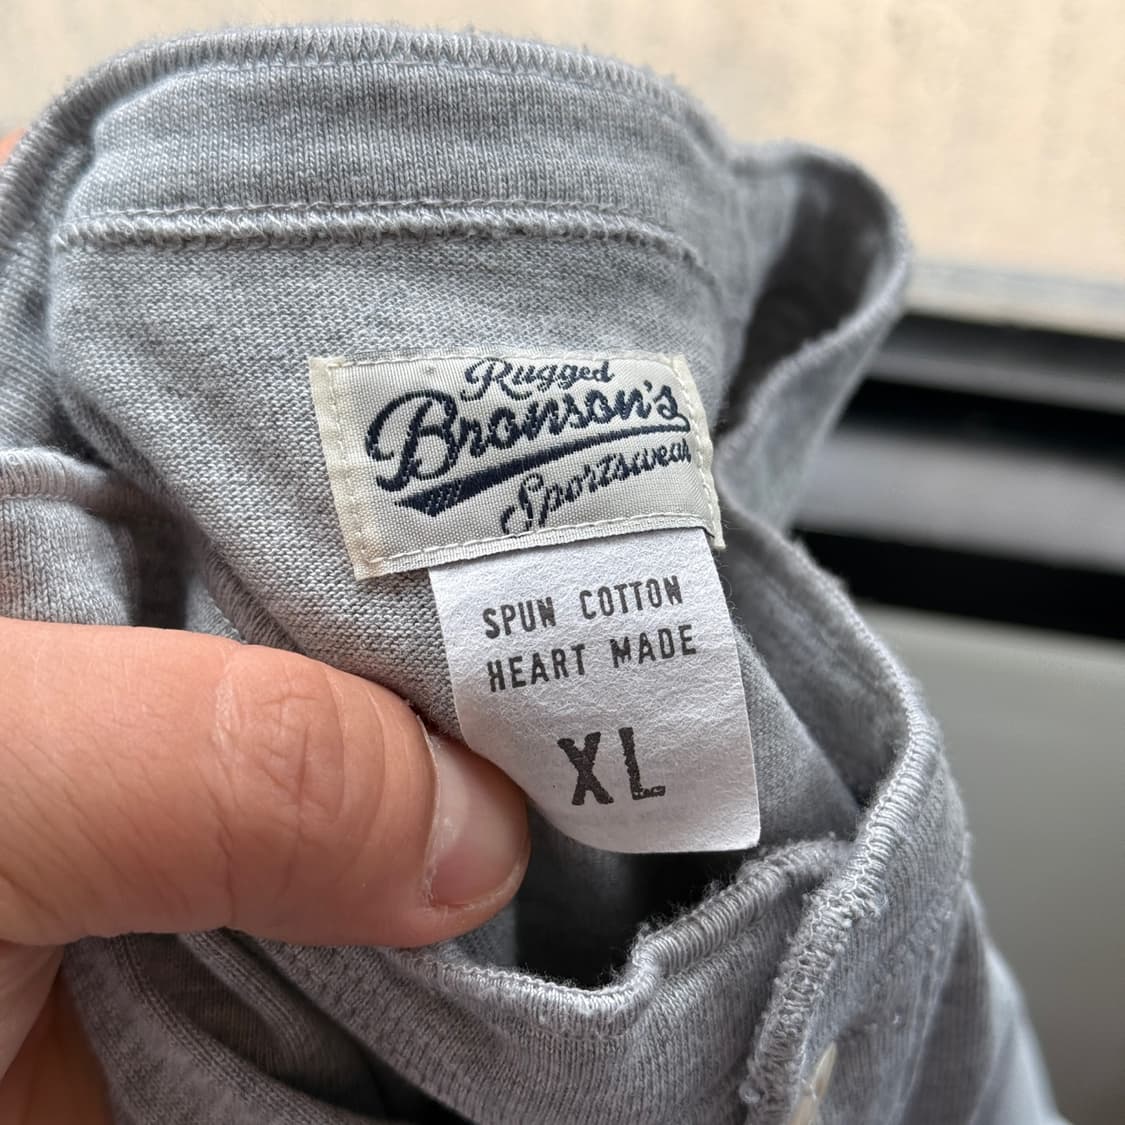 Rugged
Bronson's
Sportswear
SPUN COTTON
HEART MADE
XL